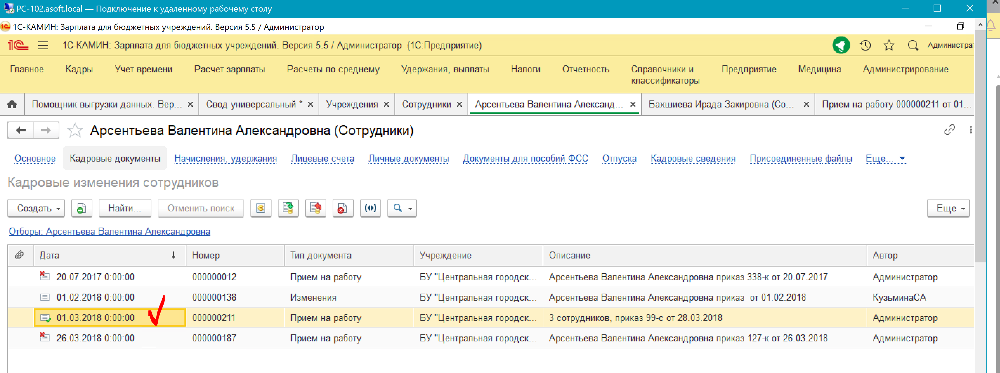 PC-102.asoft.local — Подключение к удаленному рабочему столу
1С-КАМИН: Зарплата для бюджетных учреждений. Версия 5.5 / Администратор
1С-КАМИН: Зарплата для бюджетных учреждений. Версия 5.5 / Администратор (1С:Предприятие) Администрат
Главное Кадры Учет времени Расчет зарплаты Расчеты по среднему Удержания, выплаты Налоги Отчетность Справочники и классификаторы Предприятие Медицина Администрирование
Помощник выгрузки данных. Вер... Свод универсальный * Учреждения Сотрудники Арсентьева Валентина Александ... Бахшиева Ирада Закировна (Со... Прием на работу 000000211 от 01...
Арсентьева Валентина Александровна (Сотрудники)
Основное Кадровые документы Начисления, удержания Лицевые счета Личные документы Документы для пособий ФСС Отпуска Кадровые сведения Присоединенные файлы Еще...
Кадровые изменения сотрудников
Создать Найти... Отменить поиск Еще
Отборы: Арсентьева Валентина Александровна
Дата Номер Тип документа Учреждение Описание Автор
20.07.2017 0:00:00 000000012 Прием на работу БУ "Центральная городск... Арсентьева Валентина Александровна приказ 338-к от 20.07.2017 Администратор
01.02.2018 0:00:00 000000138 Изменения БУ "Центральная городск... Арсентьева Валентина Александровна приказ от 01.02.2018 КузьминаСА
01.03.2018 0:00:00 000000211 Прием на работу БУ "Центральная городск... 3 сотрудников, приказ 99-с от 28.03.2018 Администратор
26.03.2018 0:00:00 000000187 Прием на работу БУ "Центральная городск... Арсентьева Валентина Александровна приказ 127-к от 26.03.2018 Администратор